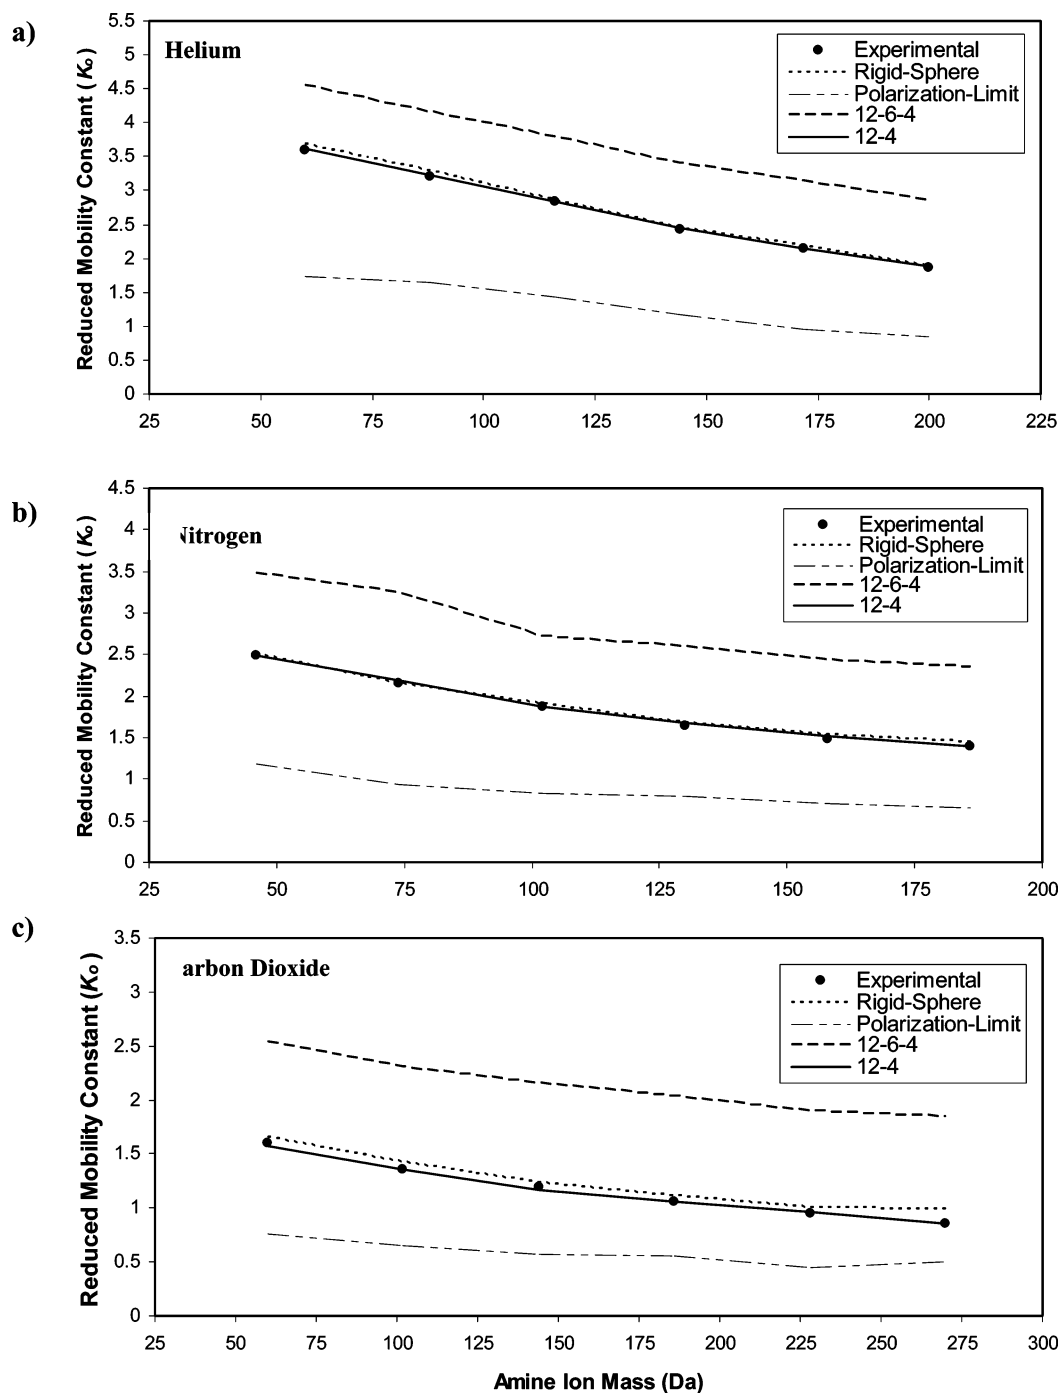 a)
Helium
Experimental
Rigid-Sphere
Polarization-Limit
12-6-4
12-4
Reduced Mobility Constant (Ko)
5.5
5
4.5
4
3.5
3
2.5
2
1.5
1
0.5
0
25 50 75 100 125 150 175 200 225
b)
Nitrogen
Experimental
Rigid-Sphere
Polarization-Limit
12-6-4
12-4
Reduced Mobility Constant (Ko)
4.5
4
3.5
3
2.5
2
1.5
1
0.5
0
25 50 75 100 125 150 175 200
c)
arbon Dioxide
Experimental
Rigid-Sphere
Polarization-Limit
12-6-4
12-4
Reduced Mobility Constant (Ko)
3.5
3
2.5
2
1.5
1
0.5
0
25 50 75 100 125 150 175 200 225 250 275 300
Amine Ion Mass (Da)